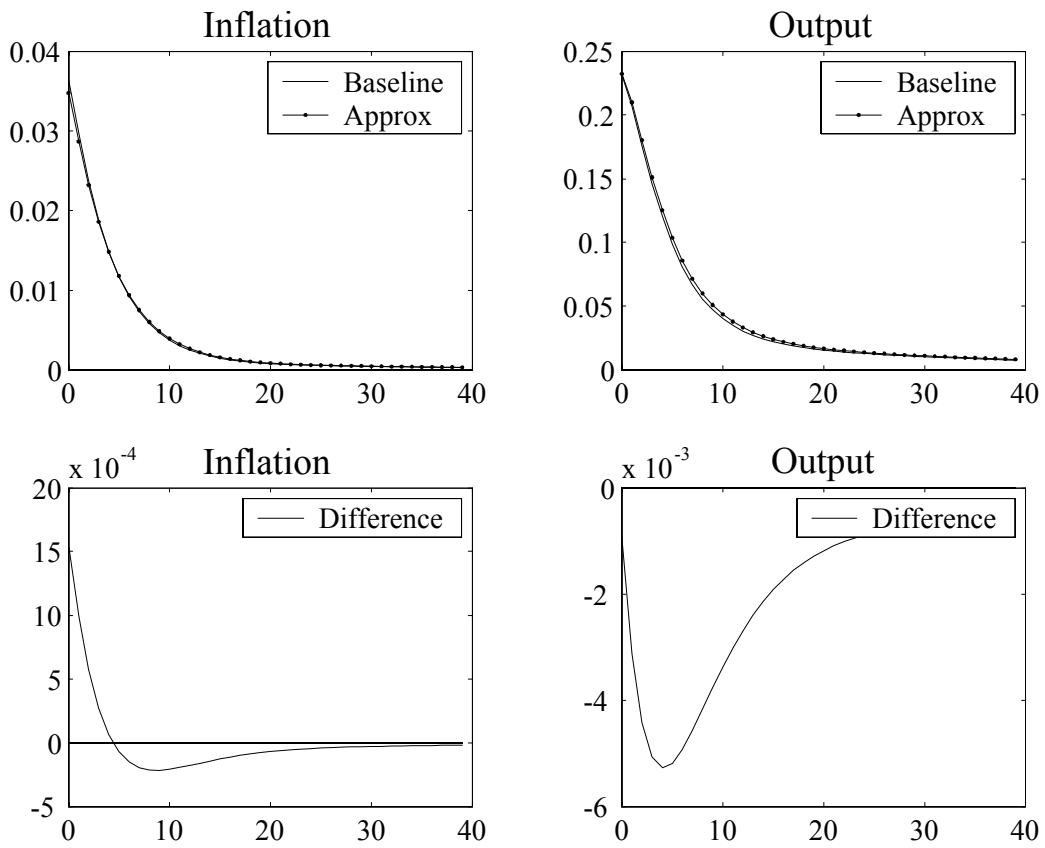 Inflation
0.04
0.03
0.02
0.01
0
0 10 20 30 40
Baseline
Approx
Output
0.25
0.2
0.15
0.1
0.05
0
0 10 20 30 40
Baseline
Approx
x 10-4
Inflation
20
15
10
5
0
-5
0 10 20 30 40
Difference
x 10-3
Output
0
-2
-4
-6
0 10 20 30 40
Difference